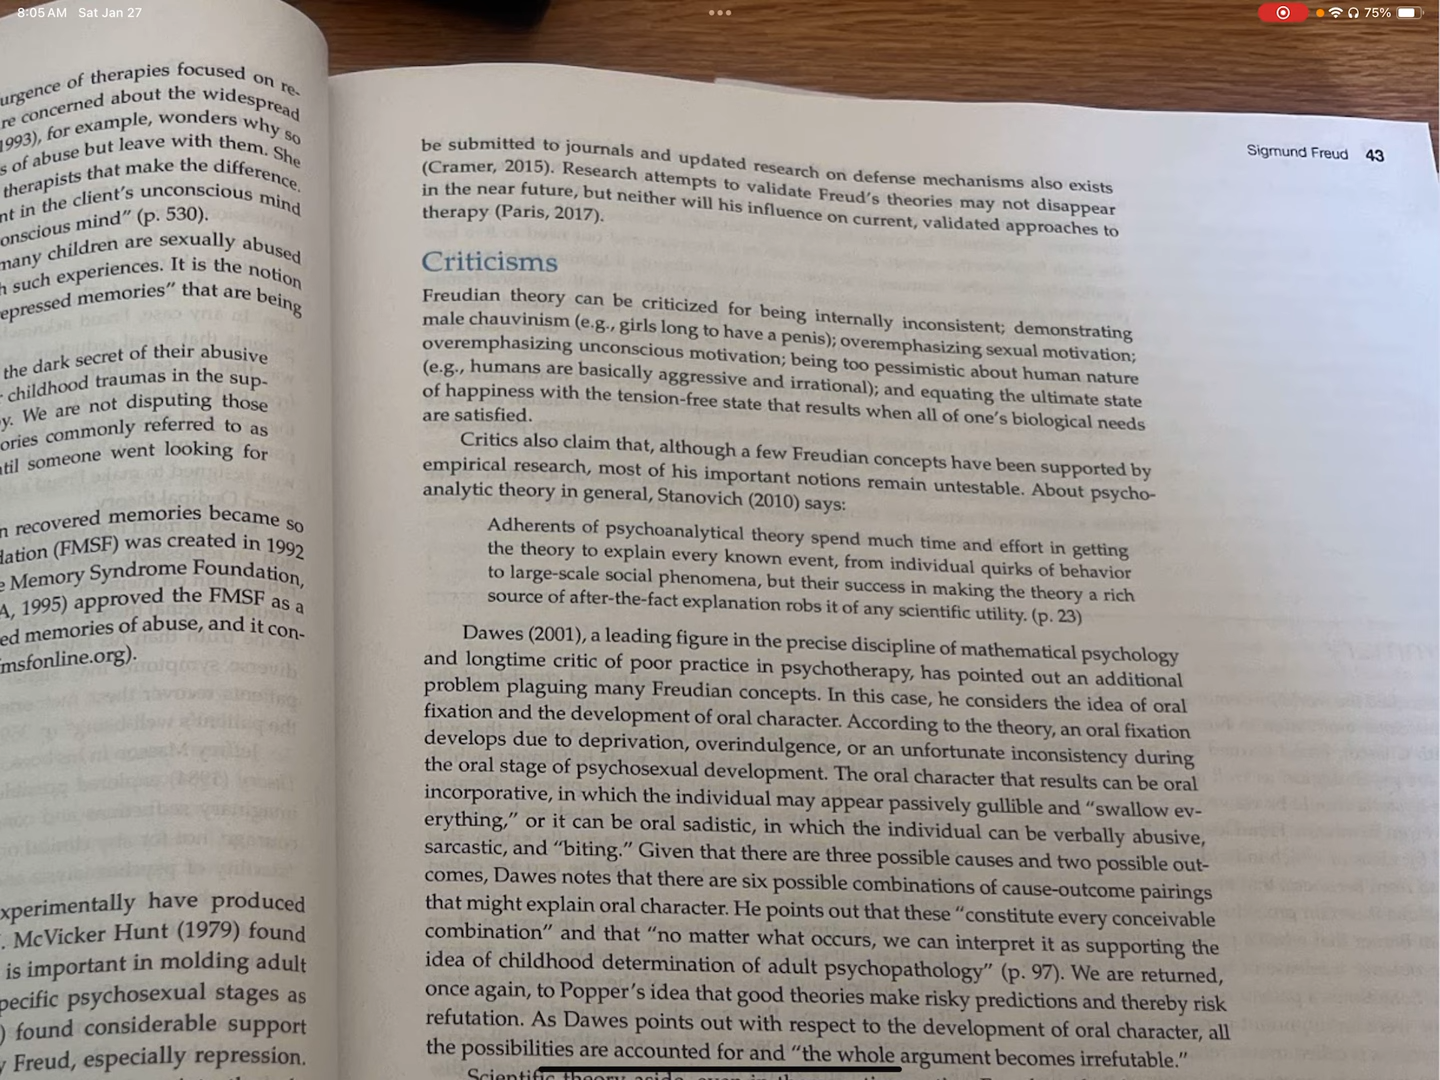 8:05 AM Sat Jan 27
75%
urgence of therapies focused on re-
re concerned about the widespread
1993), for example, wonders why so
s of abuse but leave with them. She
therapists that make the difference.
nt in the client's unconscious mind
onscious mind" (p. 530).
many children are sexually abused
h such experiences. It is the notion
epressed memories" that are being
the dark secret of their abusive
childhood traumas in the sup-
y. We are not disputing those
ories commonly referred to as
til someone went looking for
n recovered memories became so
dation (FMSF) was created in 1992
e Memory Syndrome Foundation,
A, 1995) approved the FMSF as a
ed memories of abuse, and it con-
msfonline.org).
xperimentally have produced
. McVicker Hunt (1979) found
is important in molding adult
pecific psychosexual stages as
) found considerable support
y Freud, especially repression.
Sigmund Freud 43
be submitted to journals and updated research on defense mechanisms also exists
(Cramer, 2015). Research attempts to validate Freud's theories may not disappear
in the near future, but neither will his influence on current, validated approaches to
therapy (Paris, 2017).
Criticisms
Freudian theory can be criticized for being internally inconsistent; demonstrating
male chauvinism (e.g., girls long to have a penis); overemphasizing sexual motivation;
overemphasizing unconscious motivation; being too pessimistic about human nature
(e.g., humans are basically aggressive and irrational); and equating the ultimate state
of happiness with the tension-free state that results when all of one's biological needs
are satisfied.
Critics also claim that, although a few Freudian concepts have been supported by
empirical research, most of his important notions remain untestable. About psycho-
analytic theory in general, Stanovich (2010) says:
Adherents of psychoanalytical theory spend much time and effort in getting
the theory to explain every known event, from individual quirks of behavior
to large-scale social phenomena, but their success in making the theory a rich
source of after-the-fact explanation robs it of any scientific utility. (p. 23)
Dawes (2001), a leading figure in the precise discipline of mathematical psychology
and longtime critic of poor practice in psychotherapy, has pointed out an additional
problem plaguing many Freudian concepts. In this case, he considers the idea of oral
fixation and the development of oral character. According to the theory, an oral fixation
develops due to deprivation, overindulgence, or an unfortunate inconsistency during
the oral stage of psychosexual development. The oral character that results can be oral
incorporative, in which the individual may appear passively gullible and "swallow ev-
erything," or it can be oral sadistic, in which the individual can be verbally abusive,
sarcastic, and "biting." Given that there are three possible causes and two possible out-
comes, Dawes notes that there are six possible combinations of cause-outcome pairings
that might explain oral character. He points out that these "constitute every conceivable
combination" and that "no matter what occurs, we can interpret it as supporting the
idea of childhood determination of adult psychopathology" (p. 97). We are returned,
once again, to Popper's idea that good theories make risky predictions and thereby risk
refutation. As Dawes points out with respect to the development of oral character, all
the possibilities are accounted for and "the whole argument becomes irrefutable."
Scientific theory